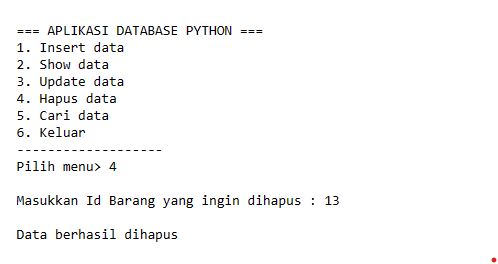 === APLIKASI DATABASE PYTHON ===
1. Insert data
2. Show data
3. Update data
4. Hapus data
5. Cari data
6. Keluar
-------------------
Pilih menu> 4
Masukkan Id Barang yang ingin dihapus : 13
Data berhasil dihapus